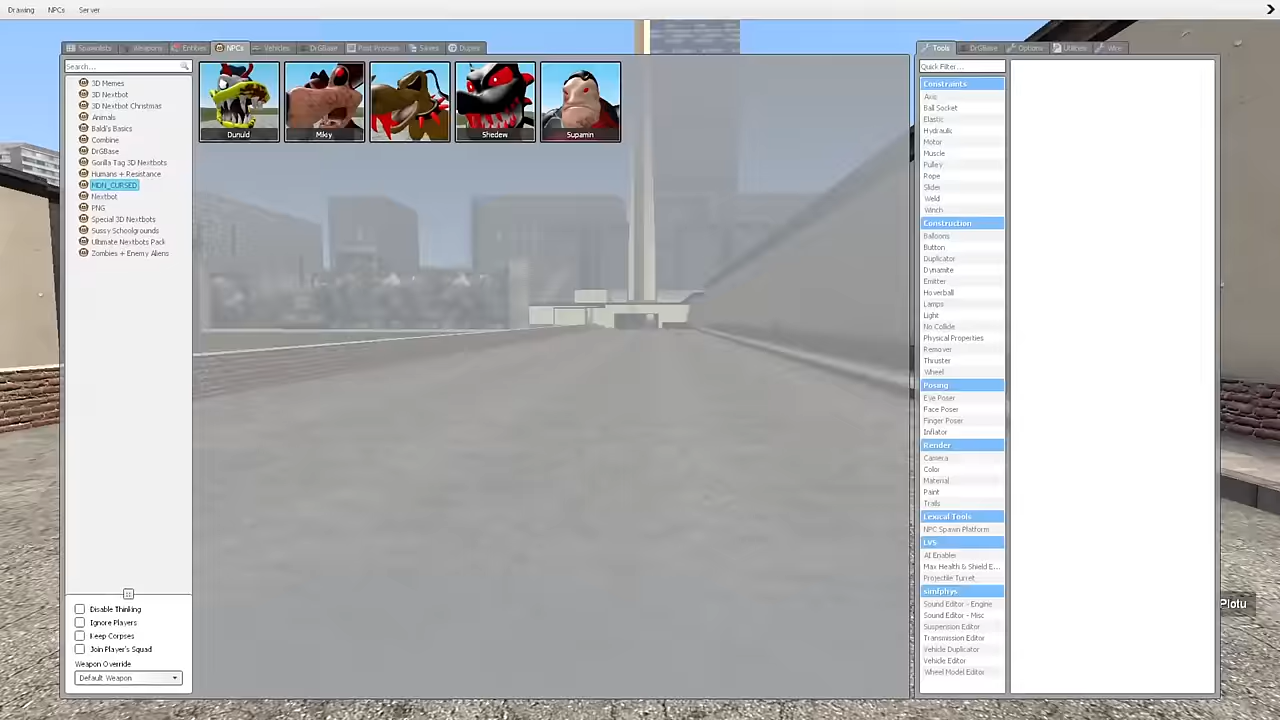 Drawing NPCs Server
Spawnlists Weapons Entities NPCs Vehicles DrGBase Post Process Saves Dupes
Tools DrGBase Options Utilities Wire
Search...
3D Memes
3D Nextbot
3D Nextbot Christmas
Animals
Baldi's Basics
Combine
DrGBase
Gorilla Tag 3D Nextbots
Humans + Resistance
MDN_CURSED
Nextbot
PNG
Special 3D Nextbots
Sussy Schoolgrounds
Ultimate Nextbots Pack
Zombies + Enemy Aliens
Dunuld
Miksy
Shedew
Supamin
Disable Thinking
Ignore Players
Keep Corpses
Join Player's Squad
Weapon Override
Default Weapon
Quick Filter...
Constraints
Axis
Ball Socket
Elastic
Hydraulic
Motor
Muscle
Pulley
Rope
Slider
Weld
Winch
Construction
Balloons
Button
Duplicator
Dynamite
Emitter
Hoverball
Lamps
Light
No Collide
Physical Properties
Remover
Thruster
Wheel
Posing
Eye Poser
Face Poser
Finger Poser
Inflator
Render
Camera
Color
Material
Paint
Trails
Lexical Tools
NPC Spawn Platform
LVS
AI Enabler
Max Health & Shield E...
Projectile Turret
simfphys
Sound Editor - Engine
Sound Editor - Misc
Suspension Editor
Transmission Editor
Vehicle Duplicator
Vehicle Editor
Wheel Model Editor
Plotu